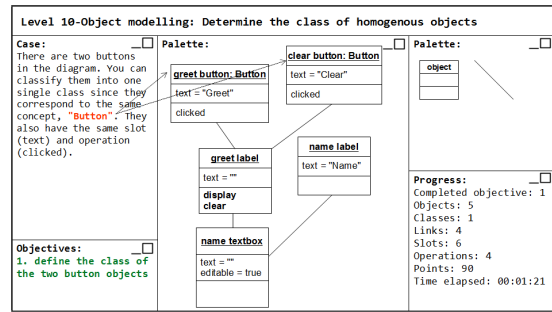 Level 10-Object modelling: Determine the class of homogenous objects
Case:
There are two buttons
in the diagram. You can
classify them into one
single class since they
correspond to the same
concept, "Button". They
also have the same slot
(text) and operation
(clicked).
Objectives:
1. define the class of
the two button objects
Palette:
greet button: Button
text = "Greet"
clicked
clear button: Button
text = "Clear"
clicked
greet label
text = ""
display
clear
name label
text = "Name"
name textbox
text = ""
editable = true
Palette:
object
Progress:
Completed objective: 1
Objects: 5
Classes: 1
Links: 4
Slots: 6
Operations: 4
Points: 90
Time elapsed: 00:01:21